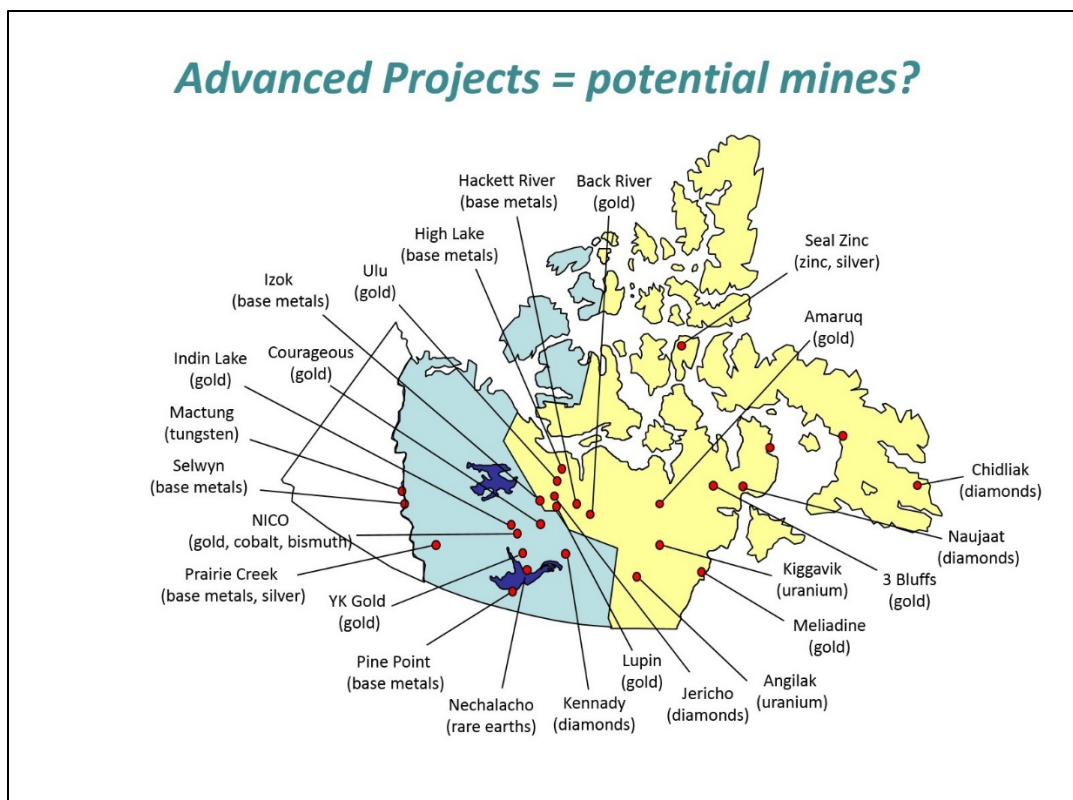 Advanced Projects = potential mines?
Hackett River
(base metals)
Back River
(gold)
High Lake
(base metals)
Seal Zinc
(zinc, silver)
Ulu
(gold)
Izok
(base metals)
Amaruq
(gold)
Courageous
(gold)
Indin Lake
(gold)
Mactung
(tungsten)
Selwyn
(base metals)
Chidliak
(diamonds)
NICO
(gold, cobalt, bismuth)
Naujaat
(diamonds)
Prairie Creek
(base metals, silver)
Kiggavik
(uranium)
3 Bluffs
(gold)
YK Gold
(gold)
Meliadine
(gold)
Pine Point
(base metals)
Lupin
(gold)
Angilak
(uranium)
Nechalacho
(rare earths)
Kennady
(diamonds)
Jericho
(diamonds)